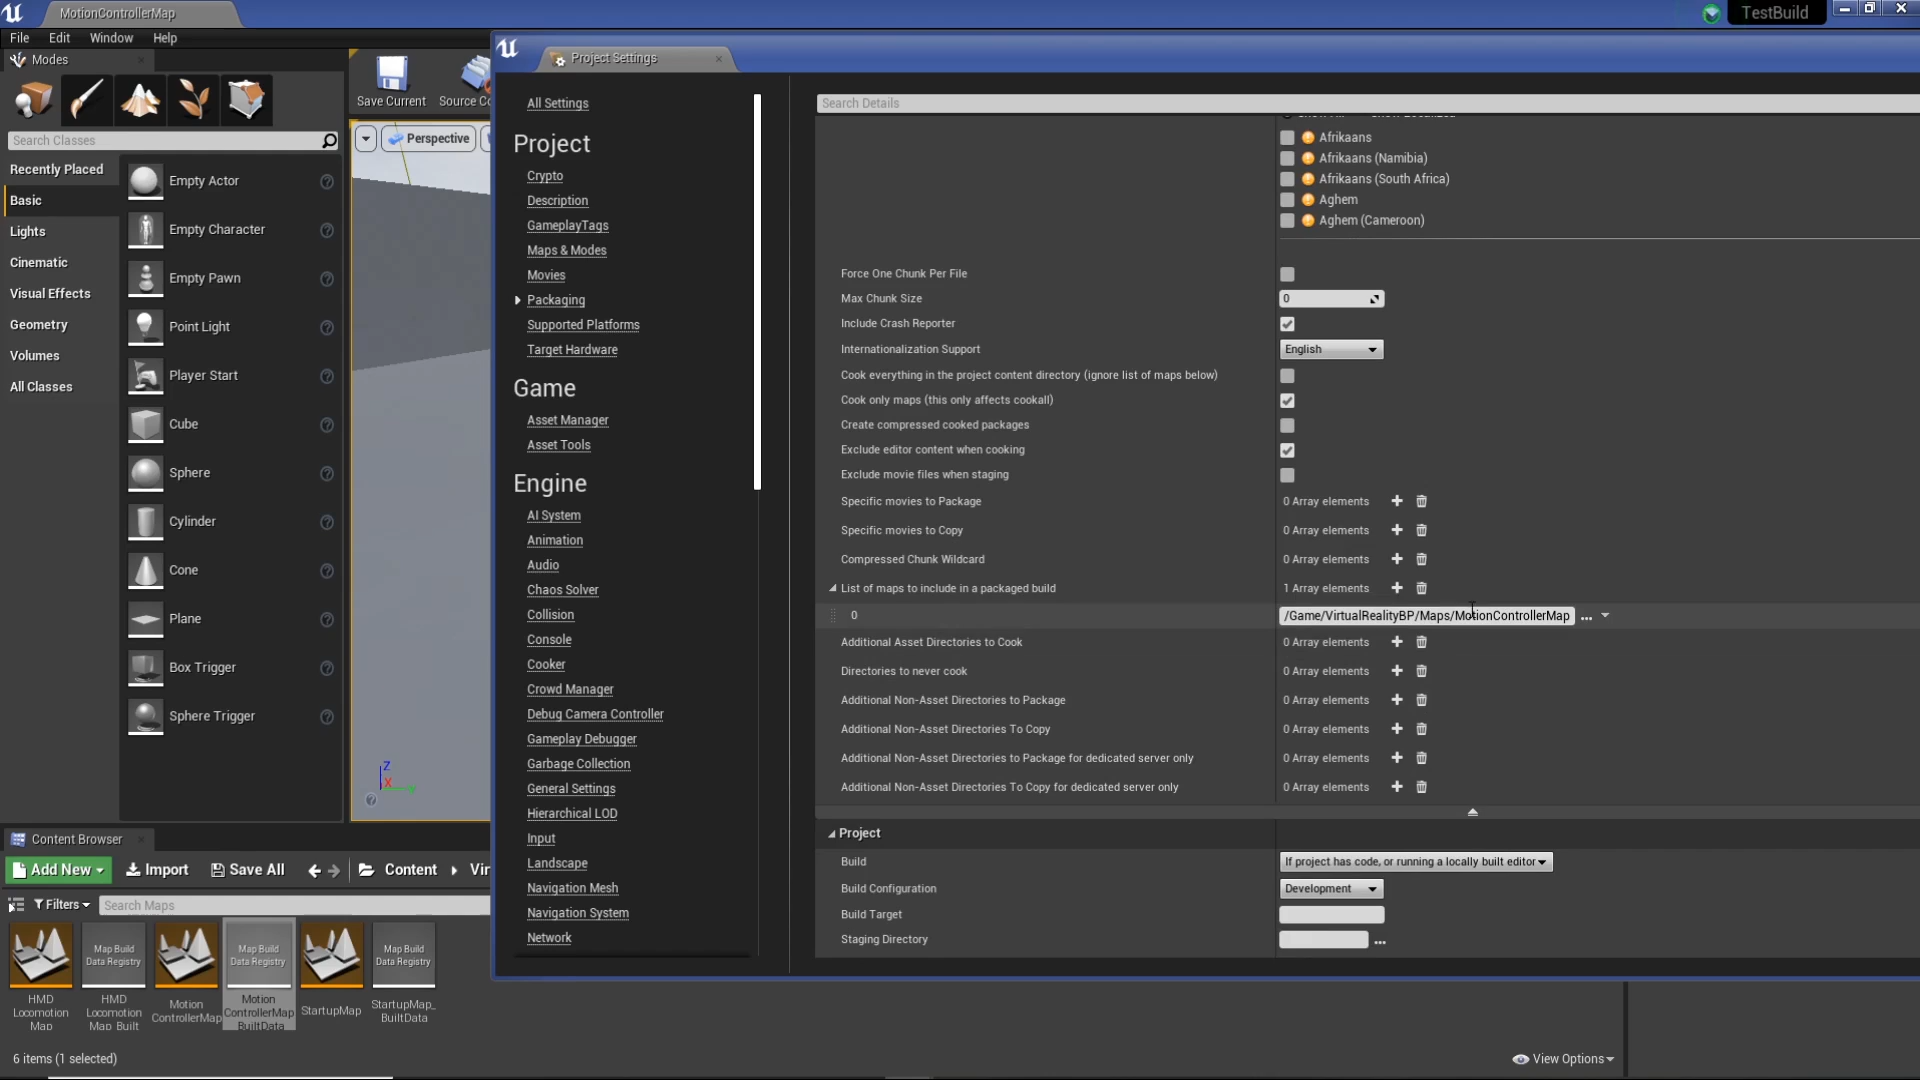 MotionControllerMap
TestBuild
File Edit Window Help
Modes
Project Settings
Save Current
Source Co
Search Classes
Perspective
Recently Placed
Basic
Lights
Cinematic
Visual Effects
Geometry
Volumes
All Classes
Empty Actor
Empty Character
Empty Pawn
Point Light
Player Start
Cube
Sphere
Cylinder
Cone
Plane
Box Trigger
Sphere Trigger
Z
X
All Settings
Project
Crypto
Description
GameplayTags
Maps & Modes
Movies
Packaging
Supported Platforms
Target Hardware
Game
Asset Manager
Asset Tools
Engine
AI System
Animation
Audio
Chaos Solver
Collision
Console
Cooker
Crowd Manager
Debug Camera Controller
Gameplay Debugger
Garbage Collection
General Settings
Hierarchical LOD
Input
Landscape
Navigation Mesh
Navigation System
Network
Search Details
Afrikaans
Afrikaans (Namibia)
Afrikaans (South Africa)
Aghem
Aghem (Cameroon)
Force One Chunk Per File
Max Chunk Size 0
Include Crash Reporter
Internationalization Support English
Cook everything in the project content directory (ignore list of maps below)
Cook only maps (this only affects cookall)
Create compressed cooked packages
Exclude editor content when cooking
Exclude movie files when staging
Specific movies to Package 0 Array elements
Specific movies to Copy 0 Array elements
Compressed Chunk Wildcard 0 Array elements
List of maps to include in a packaged build 1 Array elements
0 /Game/VirtualRealityBP/Maps/MotionControllerMap ...
Additional Asset Directories to Cook 0 Array elements
Directories to never cook 0 Array elements
Additional Non-Asset Directories to Package 0 Array elements
Additional Non-Asset Directories To Copy 0 Array elements
Additional Non-Asset Directories to Package for dedicated server only 0 Array elements
Additional Non-Asset Directories To Copy for dedicated server only 0 Array elements
Project
Build If project has code, or running a locally built editor
Build Configuration Development
Build Target
Staging Directory ...
Content Browser
Add New Import Save All Content Vir
Filters Search Maps
Map Build
Data Registry
Map Build
Data Registry
Map Build
Data Registry
HMD
Locomotion
Map
HMD
Locomotion
Map Built
Motion
ControllerMap
Motion
ControllerMap
BuiltData
StartupMap
StartupMap_
BuiltData
6 items (1 selected)
View Options